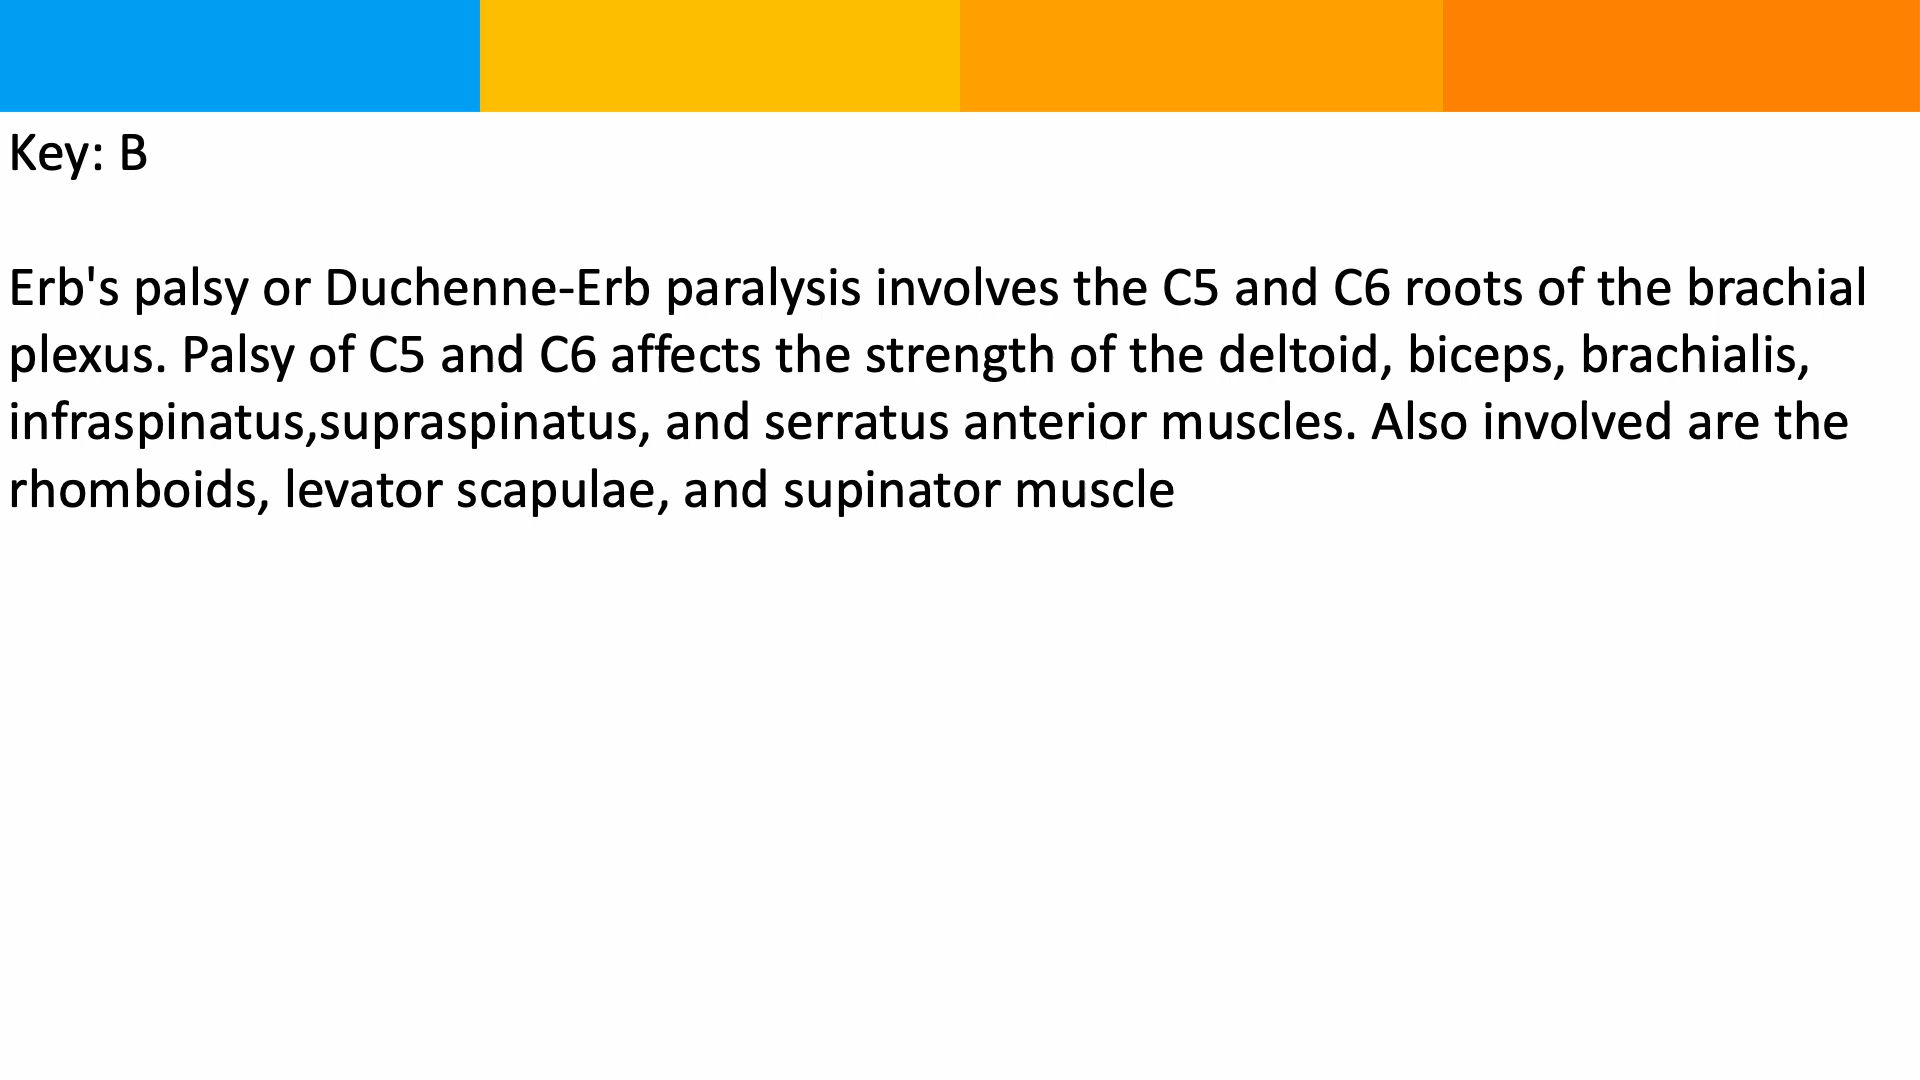 Key: B
Erb's palsy or Duchenne-Erb paralysis involves the C5 and C6 roots of the brachial
plexus. Palsy of C5 and C6 affects the strength of the deltoid, biceps, brachialis,
infraspinatus,supraspinatus, and serratus anterior muscles. Also involved are the
rhomboids, levator scapulae, and supinator muscle